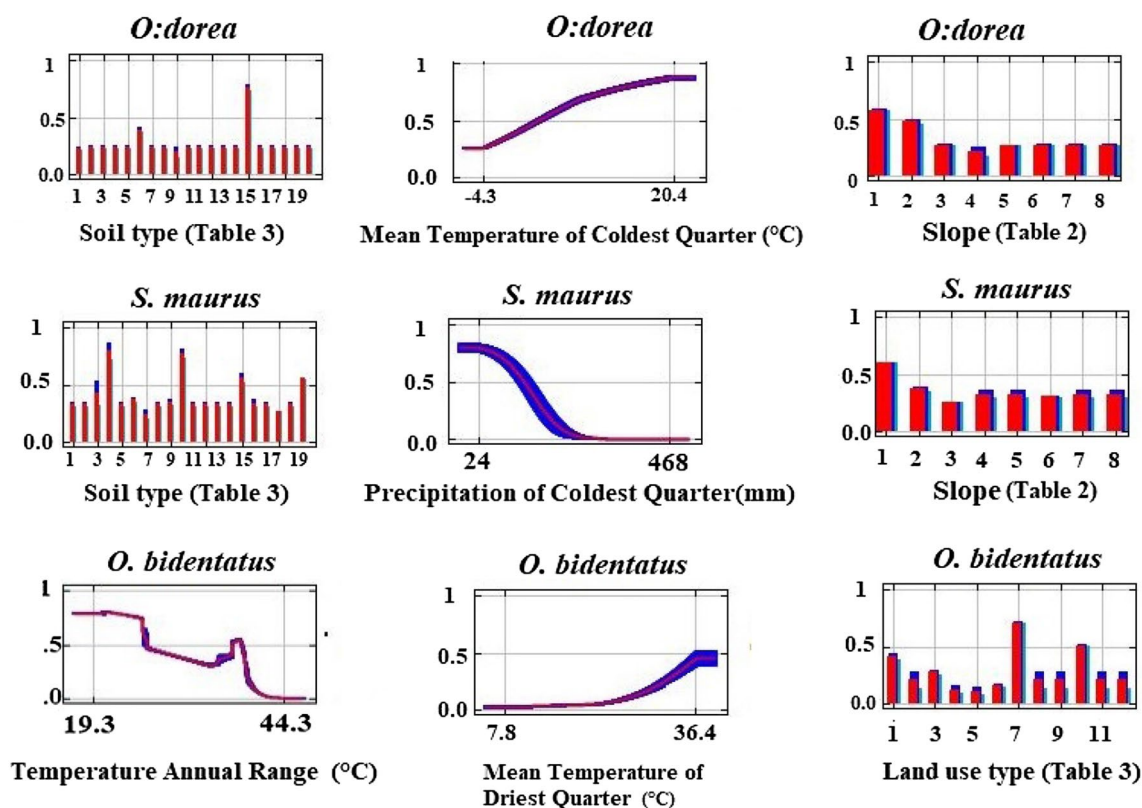 O:dorea
1
0.5
0.0
1 3 5 7 9 11 13 15 17 19
Soil type (Table 3)
O:dorea
1
0.5
0.0
-4.3 20.4
Mean Temperature of Coldest Quarter (°C)
O:dorea
1
0.5
0
1 2 3 4 5 6 7 8
Slope (Table 2)
S. maurus
1
0.5
0.0
1 3 5 7 9 11 13 15 17 19
Soil type (Table 3)
S. maurus
1
0.5
0.0
24 468
Precipitation of Coldest Quarter(mm)
S. maurus
1
0.5
0.0
1 2 3 4 5 6 7 8
Slope (Table 2)
O. bidentatus
1
.5
.0
19.3 44.3
Temperature Annual Range (°C)
O. bidentatus
1
0.5
0.0
7.8 36.4
Mean Temperature of
Driest Quarter (°C)
O. bidentatus
1
0.5
0.0
1 3 5 7 9 11
Land use type (Table 3)